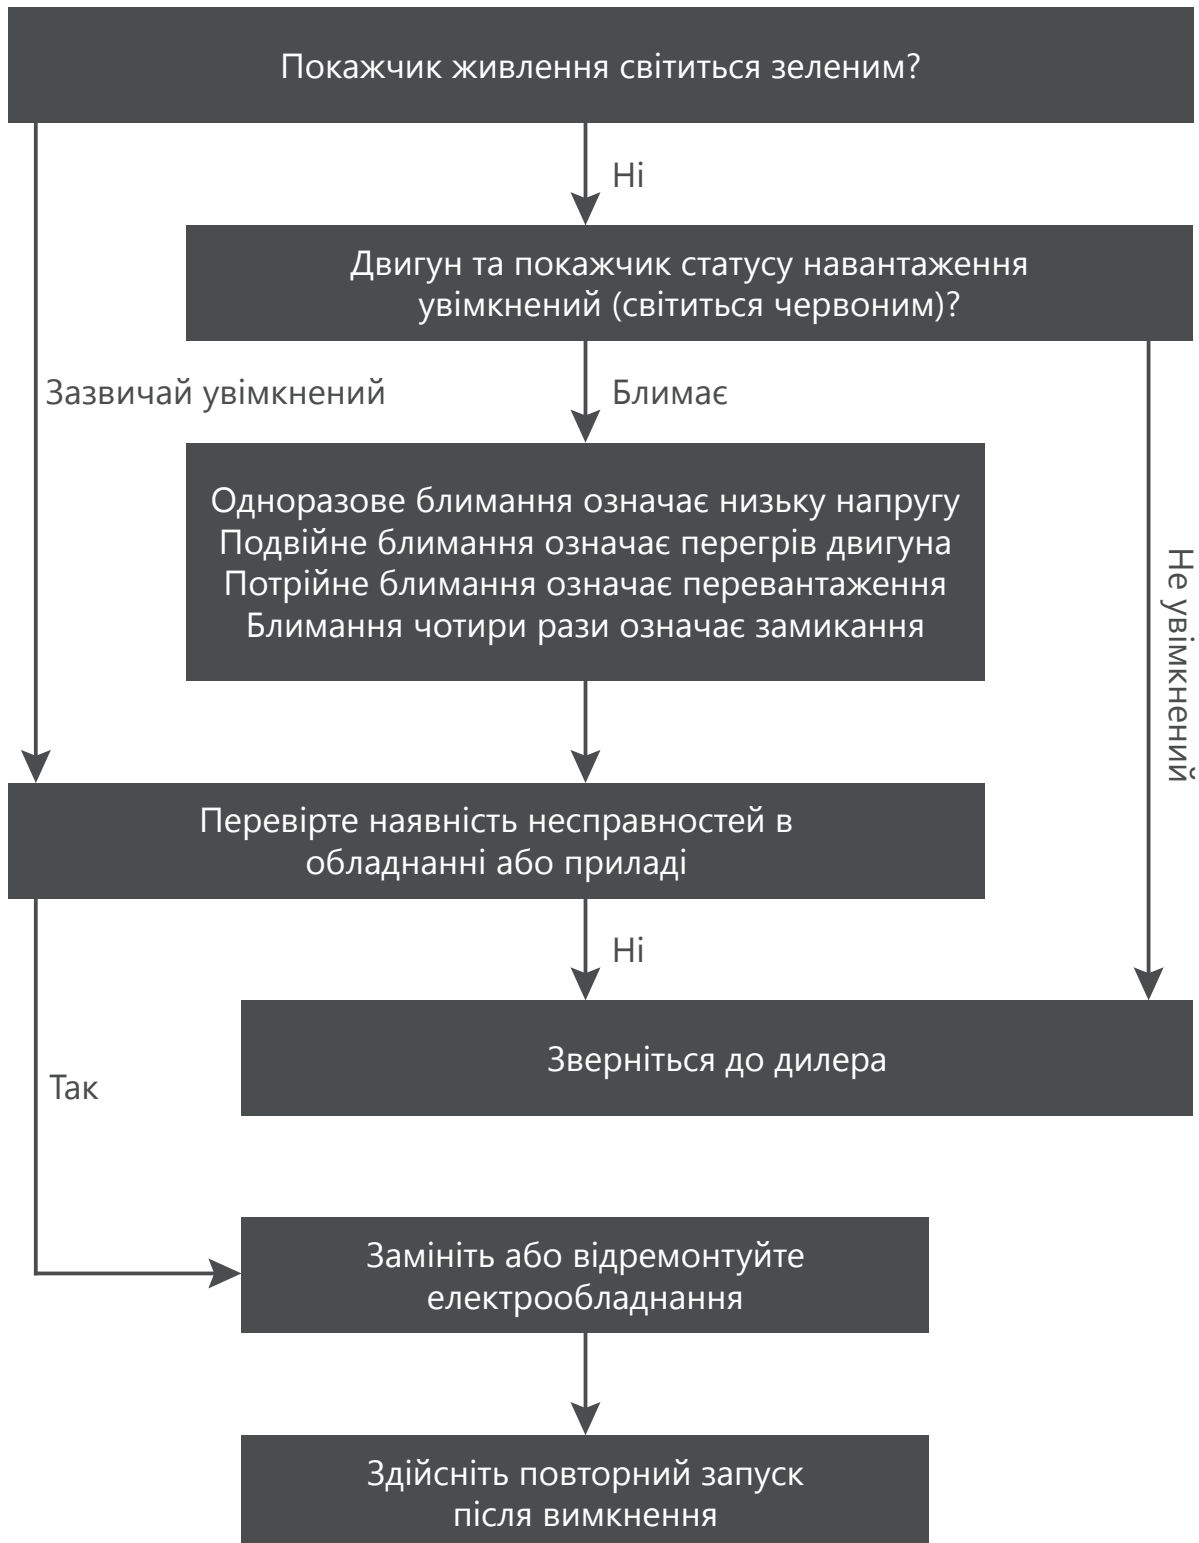 Покажчик живлення світиться зеленим?
Ні
Двигун та покажчик статусу навантаження
увімкнений (світиться червоним)?
Зазвичай увімкнений
Блимає
Одноразове блимання означає низьку напругу
Подвійне блимання означає перегрів двигуна
Потрійне блимання означає перевантаження
Блимання чотири рази означає замикання
Не увімкнений
Перевірте наявність несправностей в
обладнанні або приладі
Ні
Зверніться до дилера
Так
Замініть або відремонтуйте
електрообладнання
Здійсніть повторний запуск
після вимкнення